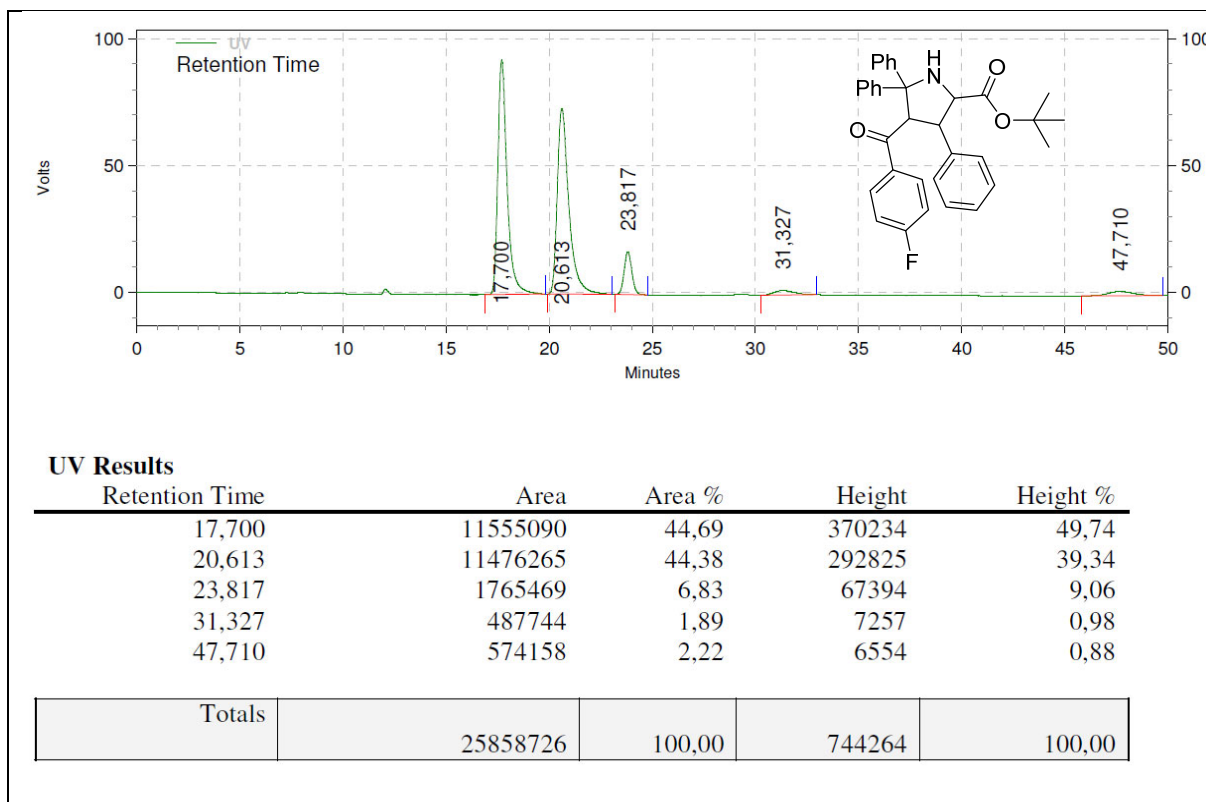 100
UV
Retention Time
100
50
50
0
0
Volts
17,700
20,613
23,817
31,327
47,710
Ph
H
N
Ph
O
O
O
F
0 5 10 15 20 25 30 35 40 45 50
Minutes
UV Results
Retention Time Area Area % Height Height %
17,700 11555090 44,69 370234 49,74
20,613 11476265 44,38 292825 39,34
23,817 1765469 6,83 67394 9,06
31,327 487744 1,89 7257 0,98
47,710 574158 2,22 6554 0,88
Totals
25858726 100,00 744264 100,00